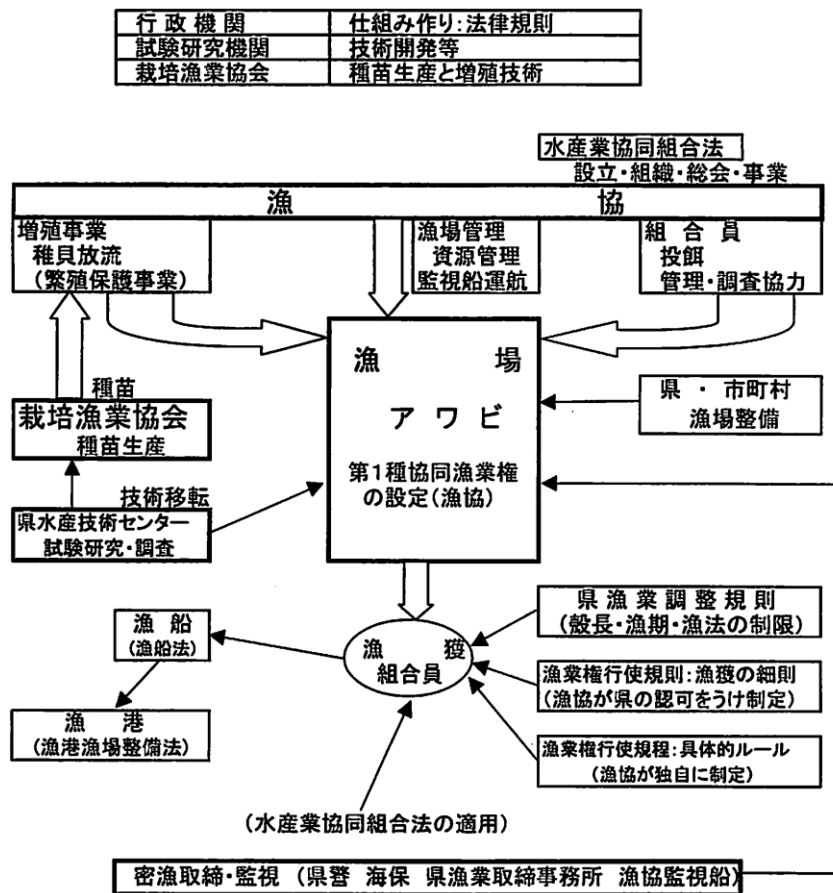 行政機関 仕組み作り:法律規則
試験研究機関 技術開発等
栽培漁業協会 種苗生産と増殖技術
水産業協同組合法
設立・組織・総会・事業
漁 協
増殖事業
稚貝放流
(繁殖保護事業)
漁場管理
資源管理
監視船運航
組合員
投餌
管理・調査協力
漁 場
アワビ
第1種協同漁業権
の設定(漁協)
県・市町村
漁場整備
種苗
栽培漁業協会
種苗生産
技術移転
県水産技術センター
試験研究・調査
漁船
(漁船法)
漁港
(漁港漁場整備法)
漁 獲
組合員
県漁業調整規則
(殻長・漁期・漁法の制限)
漁業権行使規則:漁獲の細則
(漁協が県の認可をうけ制定)
漁業権行使規程:具体的ルール
(漁協が独自に制定)
(水産業協同組合法の適用)
密漁取締・監視 (県警 海保 県漁業取締事務所 漁協監視船)